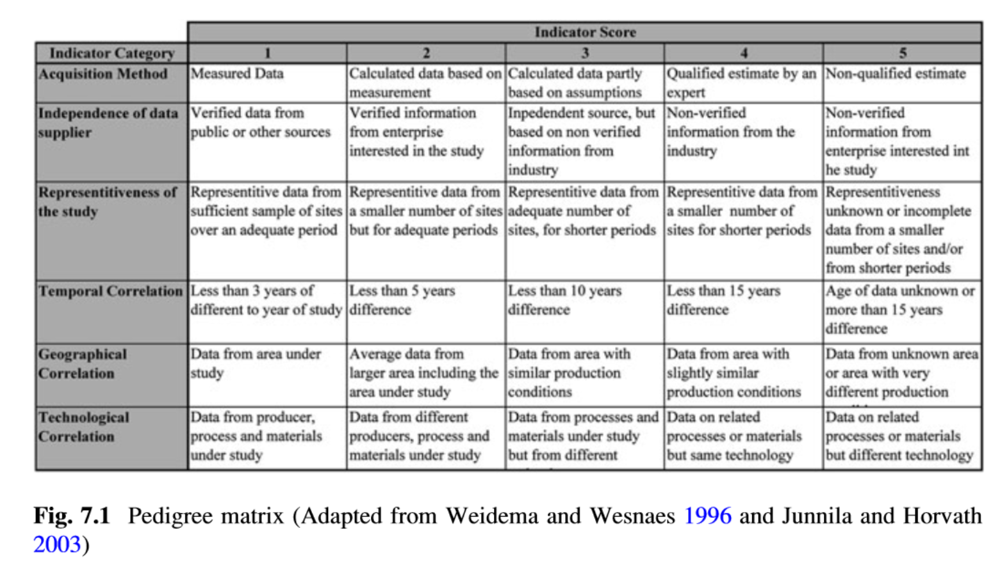 Indicator Score
Indicator Category 1 2 3 4 5
Acquisition Method
Measured Data
Calculated data based on
measurement
Calculated data partly
based on assumptions
Qualified estimate by an
expert
Non-qualified estimate
Independence of data
supplier
Verified data from
public or other sources
Verified information
from enterprise
interested in the study
Inpedendent source, but
based on non verified
information from
industry
Non-verified
information from the
industry
Non-verified
information from
enterprise interested int
he study
Representitiveness of
the study
Representitive data from
sufficient sample of sites
over an adequate period
Representitive data from
a smaller number of sites
but for adequate periods
Representitive data from
adequate number of
sites, for shorter periods
Representitive data from
a smaller number of
sites for shorter periods
Representitiveness
unknown or incomplete
data from a smaller
number of sites and/or
from shorter periods
Temporal Correlation
Less than 3 years of
different to year of study
Less than 5 years
difference
Less than 10 years
difference
Less than 15 years
difference
Age of data unknown or
more than 15 years
difference
Geographical
Correlation
Data from area under
study
Average data from
larger area including the
area under study
Data from area with
similar production
conditions
Data from area with
slightly similar
production conditions
Data from unknown area
or area with very
different production
Technological
Correlation
Data from producer,
process and materials
under study
Data from different
producers, process and
materials under study
Data from processes and
materials under study
but from different
Data on related
processes or materials
but same technology
Data on related
processes or materials
but different technology
Fig. 7.1 Pedigree matrix (Adapted from Weidema and Wesnaes 1996 and Junnila and Horvath
2003)